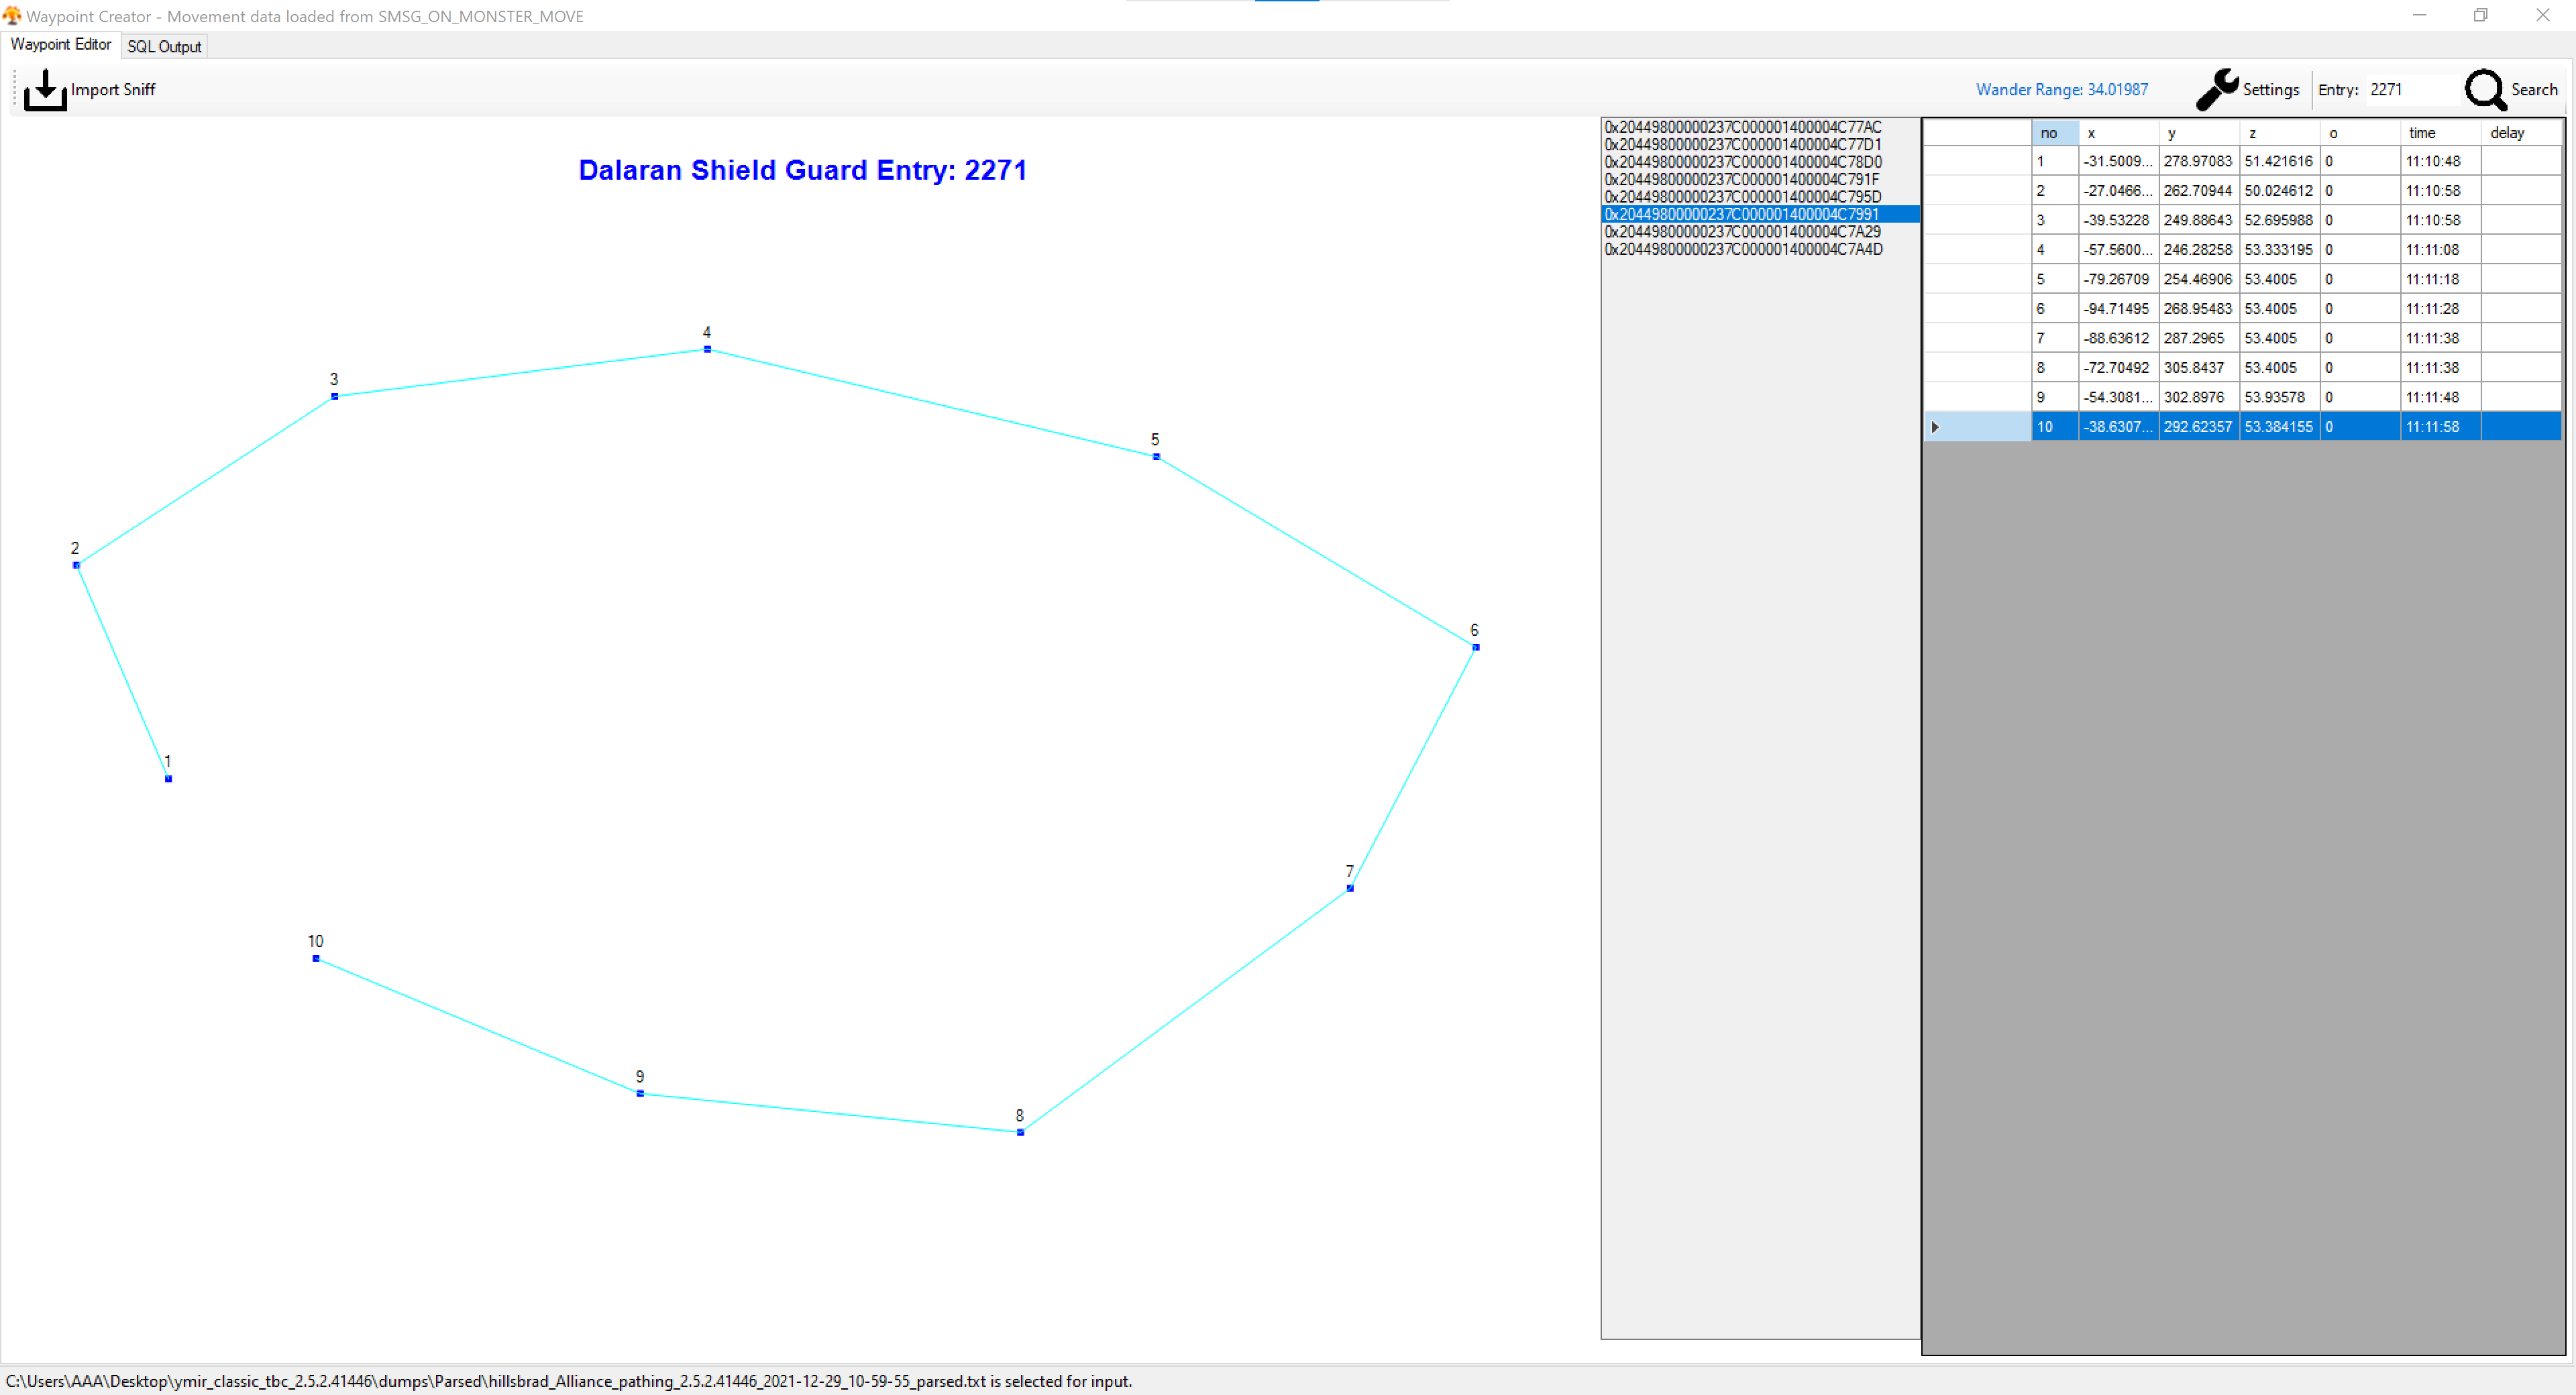 Waypoint Creator - Movement data loaded from SMSG_ON_MONSTER_MOVE
Waypoint Editor SQL Output
Import Sniff Wander Range: 34.01987 Settings Entry: 2271 Search
Dalaran Shield Guard Entry: 2271
4
3
5
2
6
1
7
10
9
8
0x20449800000237C000001400004C77AC
0x20449800000237C000001400004C77D1
0x20449800000237C000001400004C78D0
0x20449800000237C000001400004C791F
0x20449800000237C000001400004C795D
0x20449800000237C000001400004C7991
0x20449800000237C000001400004C7A29
0x20449800000237C000001400004C7A4D
no x y z o time delay
1 -31.5009... 278.97083 51.421616 0 11:10:48
2 -27.0466... 262.70944 50.024612 0 11:10:58
3 -39.53228 249.88643 52.695988 0 11:10:58
4 -57.5600... 246.28258 53.333195 0 11:11:08
5 -79.26709 254.46906 53.4005 0 11:11:18
6 -94.71495 268.95483 53.4005 0 11:11:28
7 -88.63612 287.2965 53.4005 0 11:11:38
8 -72.70492 305.8437 53.4005 0 11:11:38
9 -54.3081... 302.8976 53.93578 0 11:11:48
10 -38.6307... 292.62357 53.384155 0 11:11:58
C:\Users\AAA\Desktop\ymir_classic_tbc_2.5.2.41446\dumps\Parsed\hillsbrad_Alliance_pathing_2.5.2.41446_2021-12-29_10-59-55_parsed.txt is selected for input.